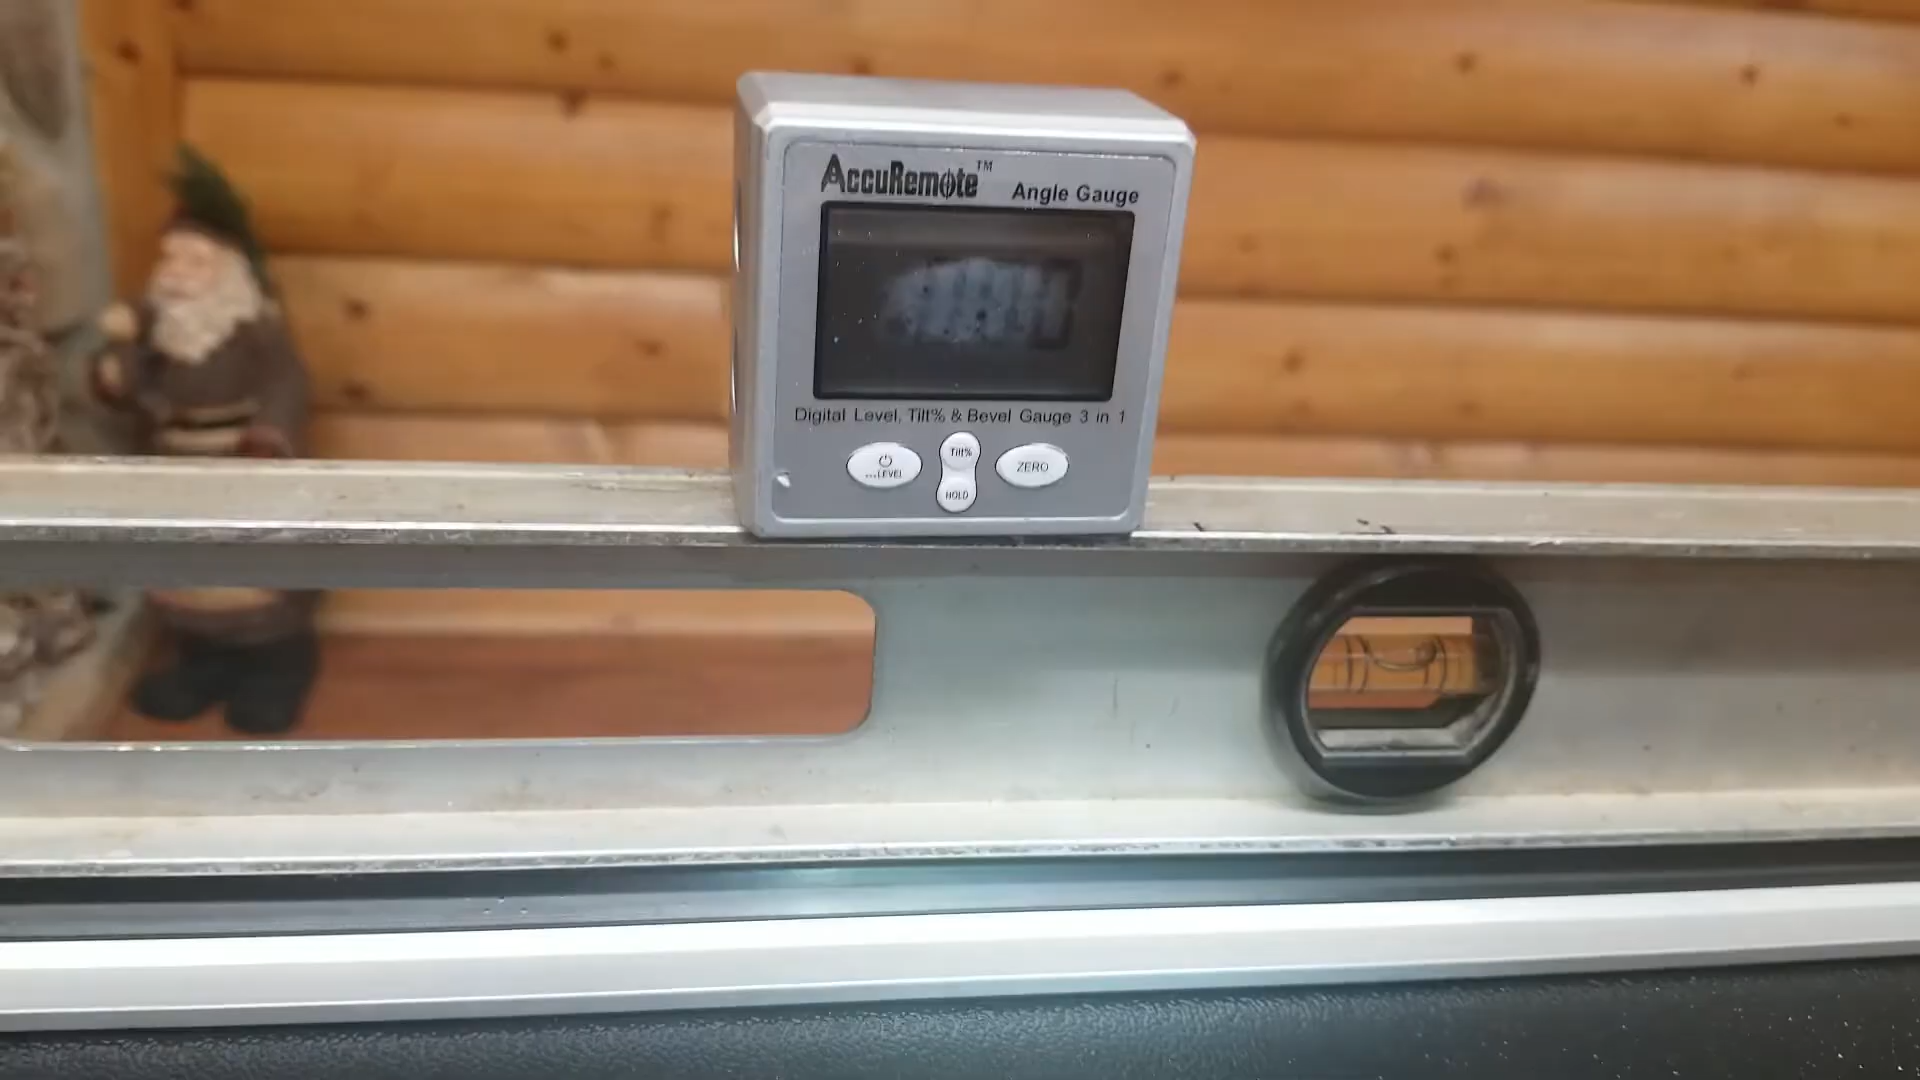 AccuRemote™
Angle Gauge
Digital Level, Tilt% & Bevel Gauge 3 in 1
...LEVEL
Tilt%
HOLD
ZERO